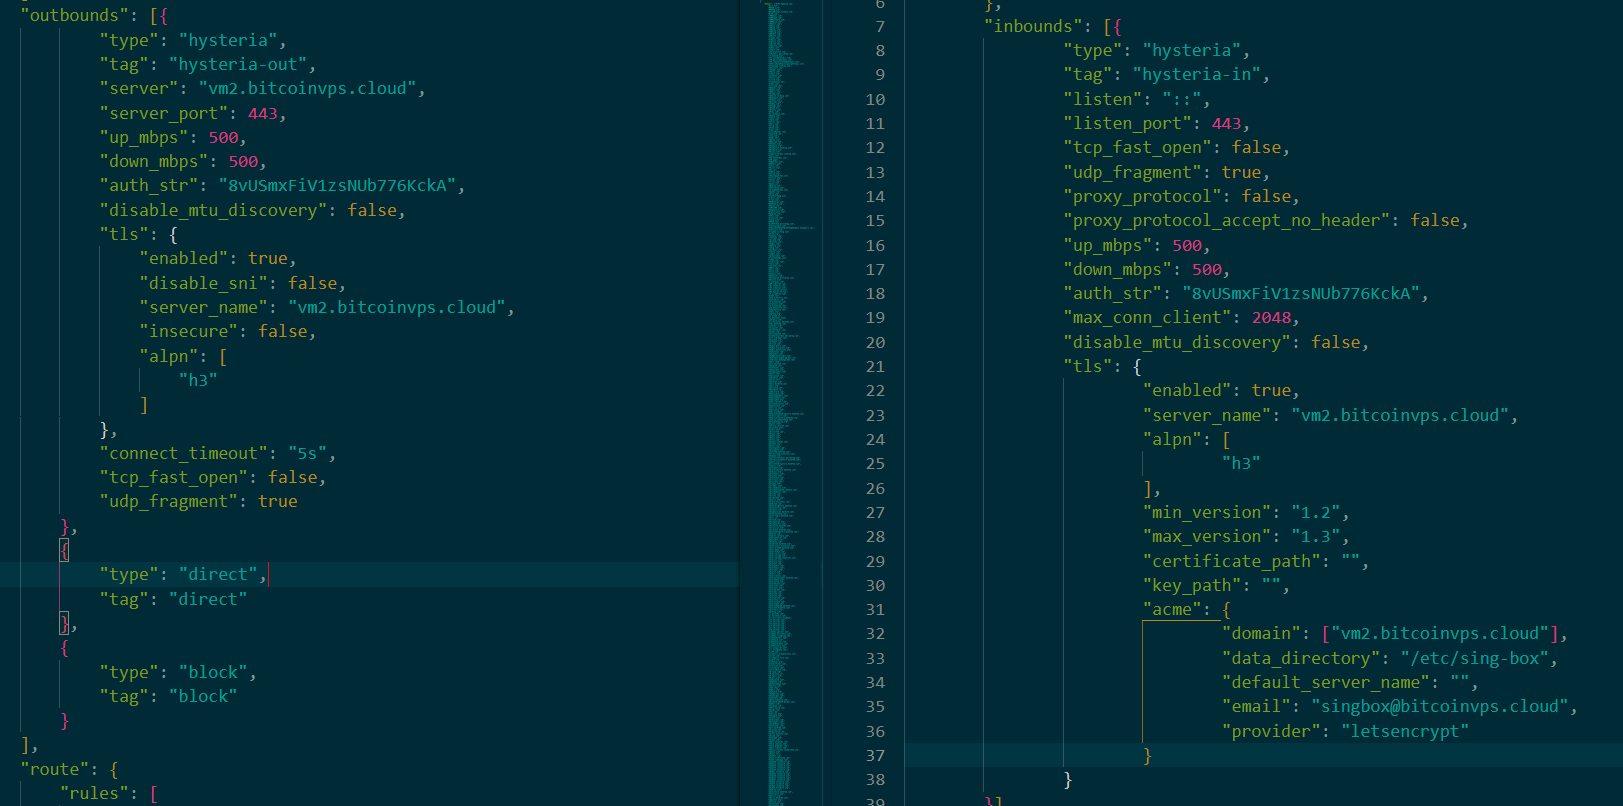 "outbounds": [{
"type": "hysteria",
"tag": "hysteria-out",
"server": "vm2.bitcoinvps.cloud",
"server_port": 443,
"up_mbps": 500,
"down_mbps": 500,
"auth_str": "8vUSmxFiV1zsNUb776KckA",
"disable_mtu_discovery": false,
"tls": {
"enabled": true,
"disable_sni": false,
"server_name": "vm2.bitcoinvps.cloud",
"insecure": false,
"alpn": [
"h3"
]
},
"connect_timeout": "5s",
"tcp_fast_open": false,
"udp_fragment": true
},
{
"type": "direct",
"tag": "direct"
},
{
"type": "block",
"tag": "block"
}
],
"route": {
"rules": [
6 },
7 "inbounds": [{
8 "type": "hysteria",
9 "tag": "hysteria-in",
10 "listen": "::",
11 "listen_port": 443,
12 "tcp_fast_open": false,
13 "udp_fragment": true,
14 "proxy_protocol": false,
15 "proxy_protocol_accept_no_header": false,
16 "up_mbps": 500,
17 "down_mbps": 500,
18 "auth_str": "8vUSmxFiV1zsNUb776KckA",
19 "max_conn_client": 2048,
20 "disable_mtu_discovery": false,
21 "tls": {
22 "enabled": true,
23 "server_name": "vm2.bitcoinvps.cloud",
24 "alpn": [
25 "h3"
26 ],
27 "min_version": "1.2",
28 "max_version": "1.3",
29 "certificate_path": "",
30 "key_path": "",
31 "acme": {
32 "domain": ["vm2.bitcoinvps.cloud"],
33 "data_directory": "/etc/sing-box",
34 "default_server_name": "",
35 "email": "singbox@bitcoinvps.cloud",
36 "provider": "letsencrypt"
37 }
38 }
39 }]